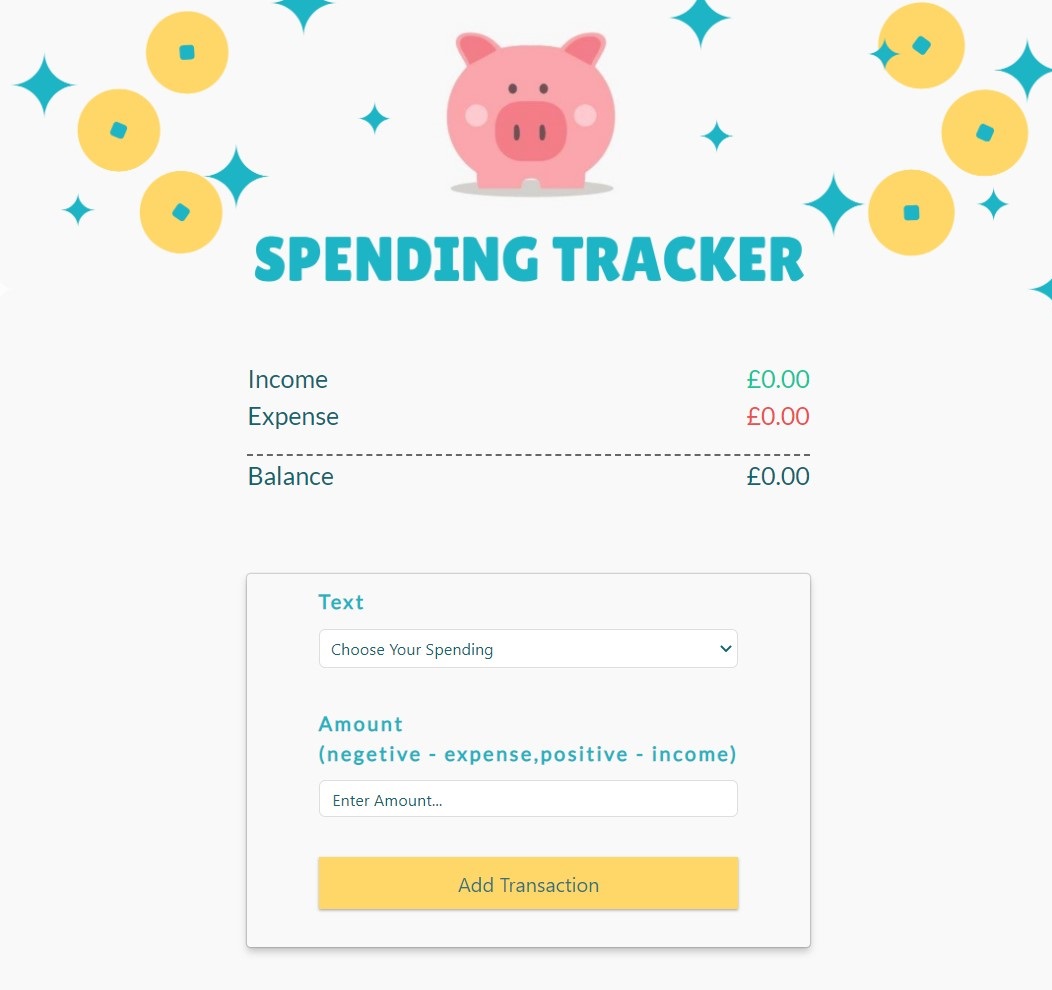 SPENDING TRACKER
Income £0.00
Expense £0.00
Balance £0.00
Text
Choose Your Spending
Amount
(negetive - expense,positive - income)
Enter Amount...
Add Transaction